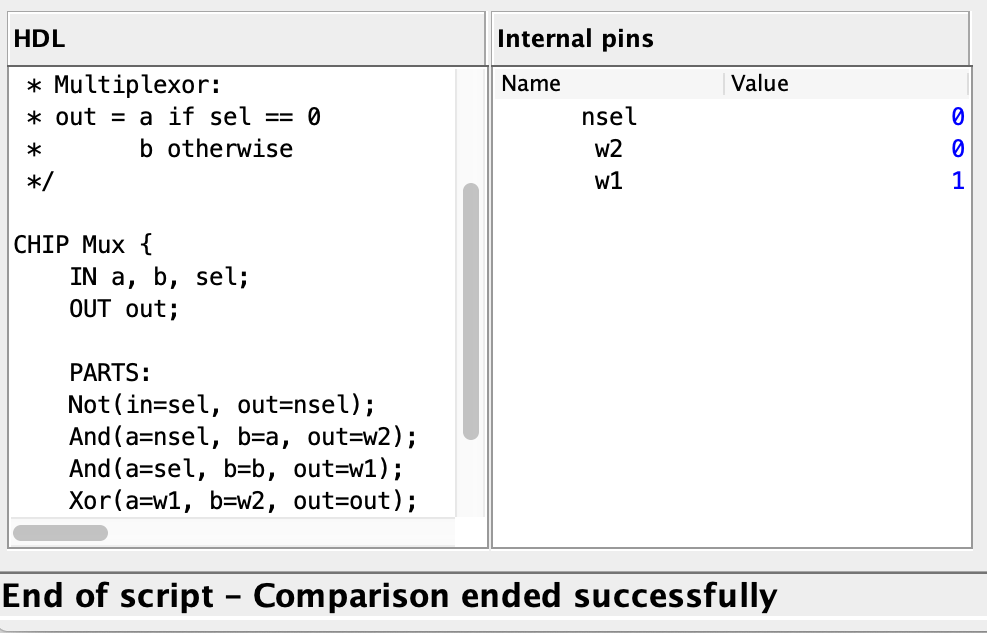 HDL
* Multiplexor:
* out = a if sel == 0
*       b otherwise
*/
CHIP Mux {
IN a, b, sel;
OUT out;
PARTS:
Not(in=sel, out=nsel);
And(a=nsel, b=a, out=w2);
And(a=sel, b=b, out=w1);
Xor(a=w1, b=w2, out=out);
Internal pins
Name Value
nsel 0
w2 0
w1 1
End of script – Comparison ended successfully